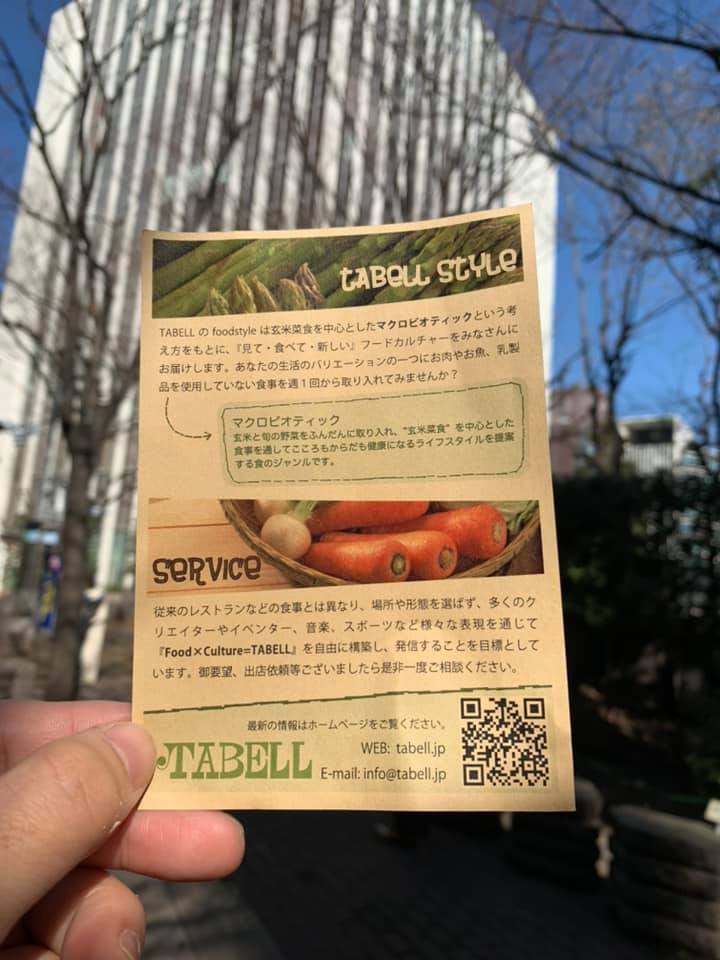 TABELL STYLE
TABELL の foodstyle は玄米菜食を中心としたマクロビオティックという考
え方をもとに、『見て・食べて・新しい』フードカルチャーをみなさんに
お届けします。あなたの生活のバリエーションの一つにお肉やお魚、乳製
品を使用していない食事を週1回から取り入れてみませんか？
マクロビオティック
玄米と旬の野菜をふんだんに取り入れ、“玄米菜食” を中心とした
食事を通してこころもからだも健康になるライフスタイルを提案
する食のジャンルです。
SERVICE
従来のレストランなどの食事とは異なり、場所や形態を選ばず、多くのク
リエイターやイベンター、音楽、スポーツなど様々な表現を通じて
『Food×Culture=TABELL』を自由に構築し、発信することを目標として
います。御要望、出店依頼等ございましたら是非一度ご相談ください。
最新の情報はホームページをご覧ください。
TABELL
WEB: tabell.jp
E-mail: info@tabell.jp